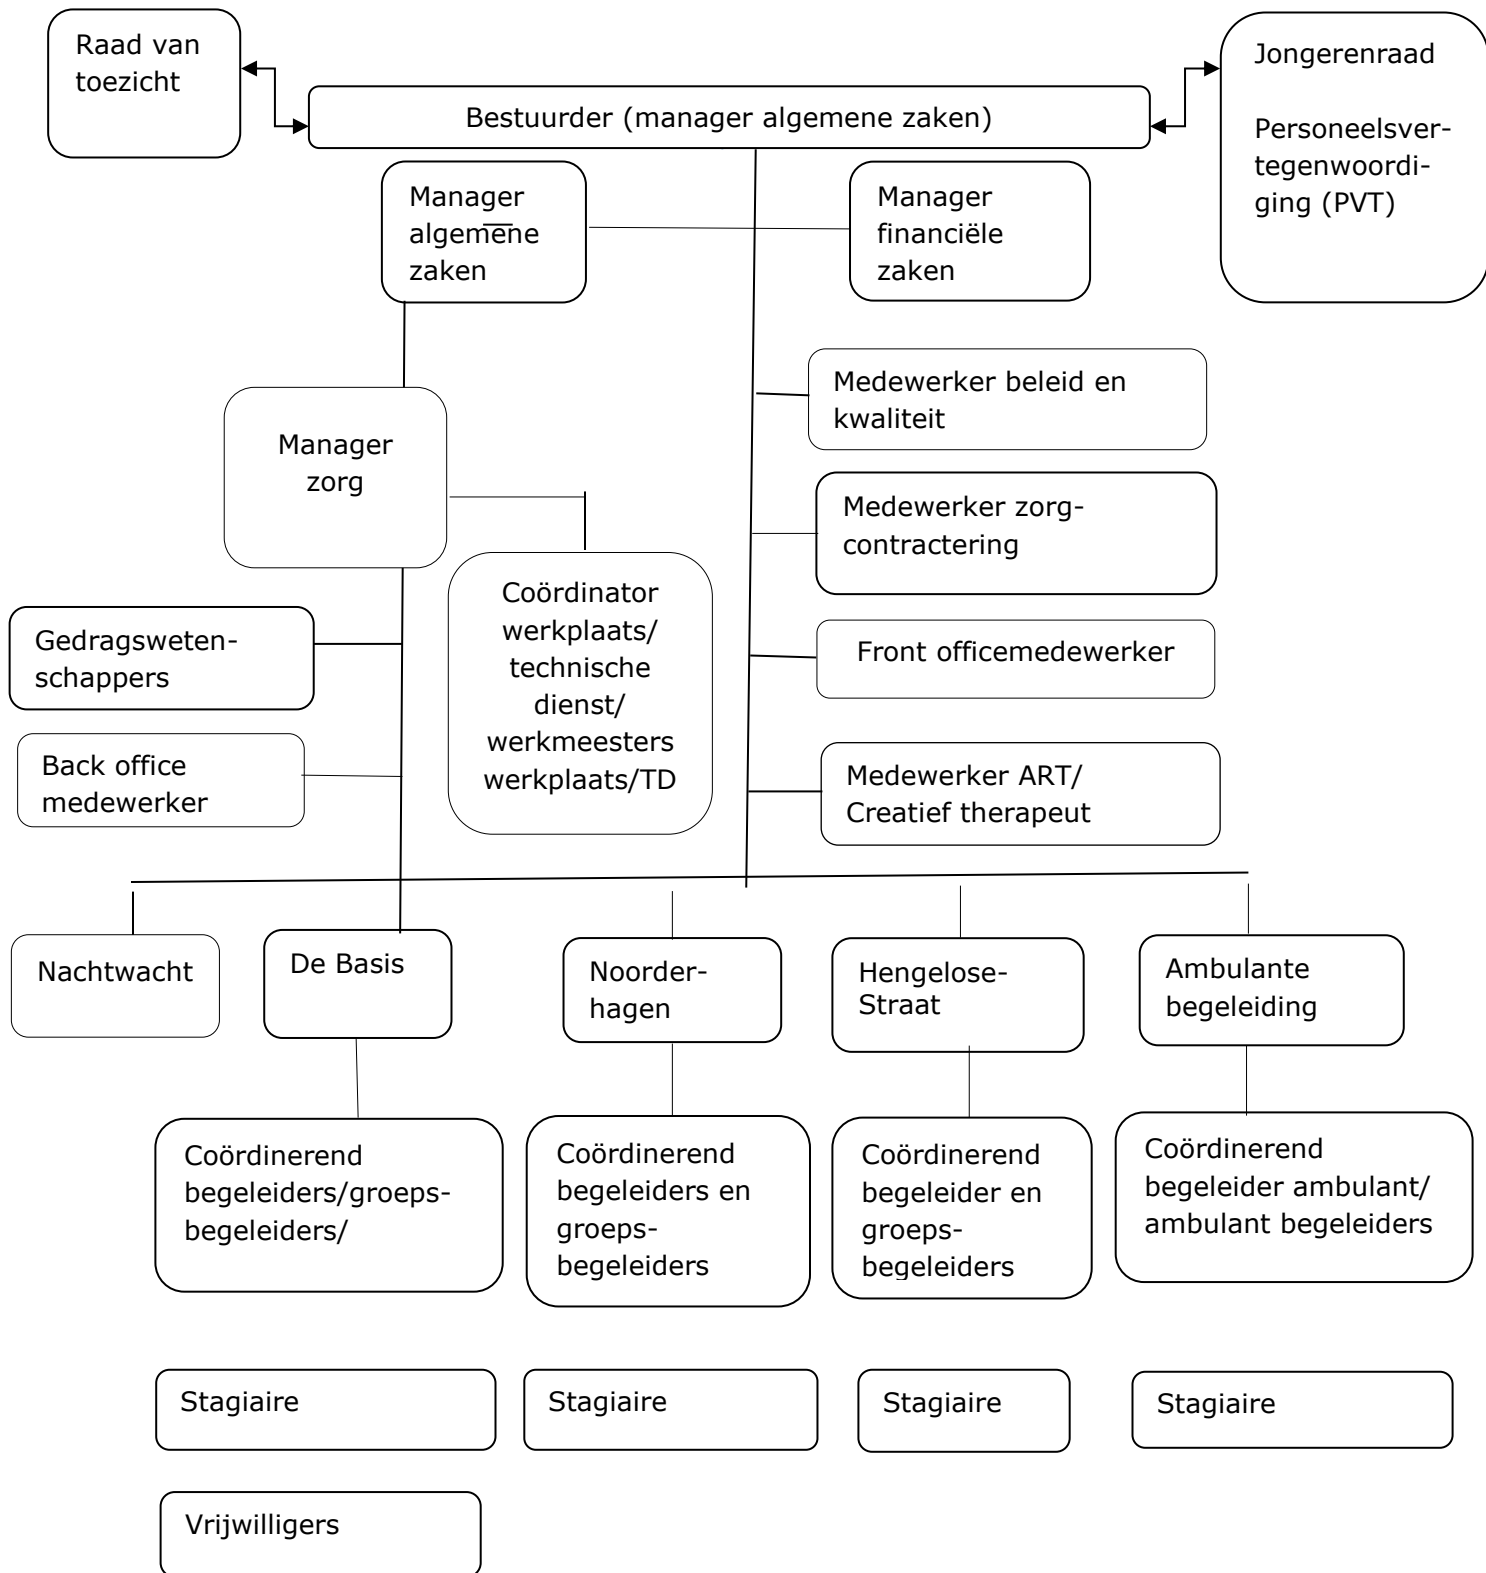 Raad van
toezicht
Jongerenraad
Personeelsver-
tegenwoordi-
ging (PVT)
Bestuurder (manager algemene zaken)
Manager
algemene
zaken
Manager
financiële
zaken
Medewerker beleid en
kwaliteit
Manager
zorg
Medewerker zorg-
contractering
Coördinator
werkplaats/
technische
dienst/
werkmeesters
werkplaats/TD
Gedragsweten-
schappers
Front officemedewerker
Back office
medewerker
Medewerker ART/
Creatief therapeut
Nachtwacht
De Basis
Noorder-
hagen
Hengelose-
Straat
Ambulante
begeleiding
Coördinerend
begeleiders/groeps-
begeleiders/
Coördinerend
begeleiders en
groeps-
begeleiders
Coördinerend
begeleider en
groeps-
begeleiders
Coördinerend
begeleider ambulant/
ambulant begeleiders
Stagiaire
Stagiaire
Stagiaire
Stagiaire
Vrijwilligers